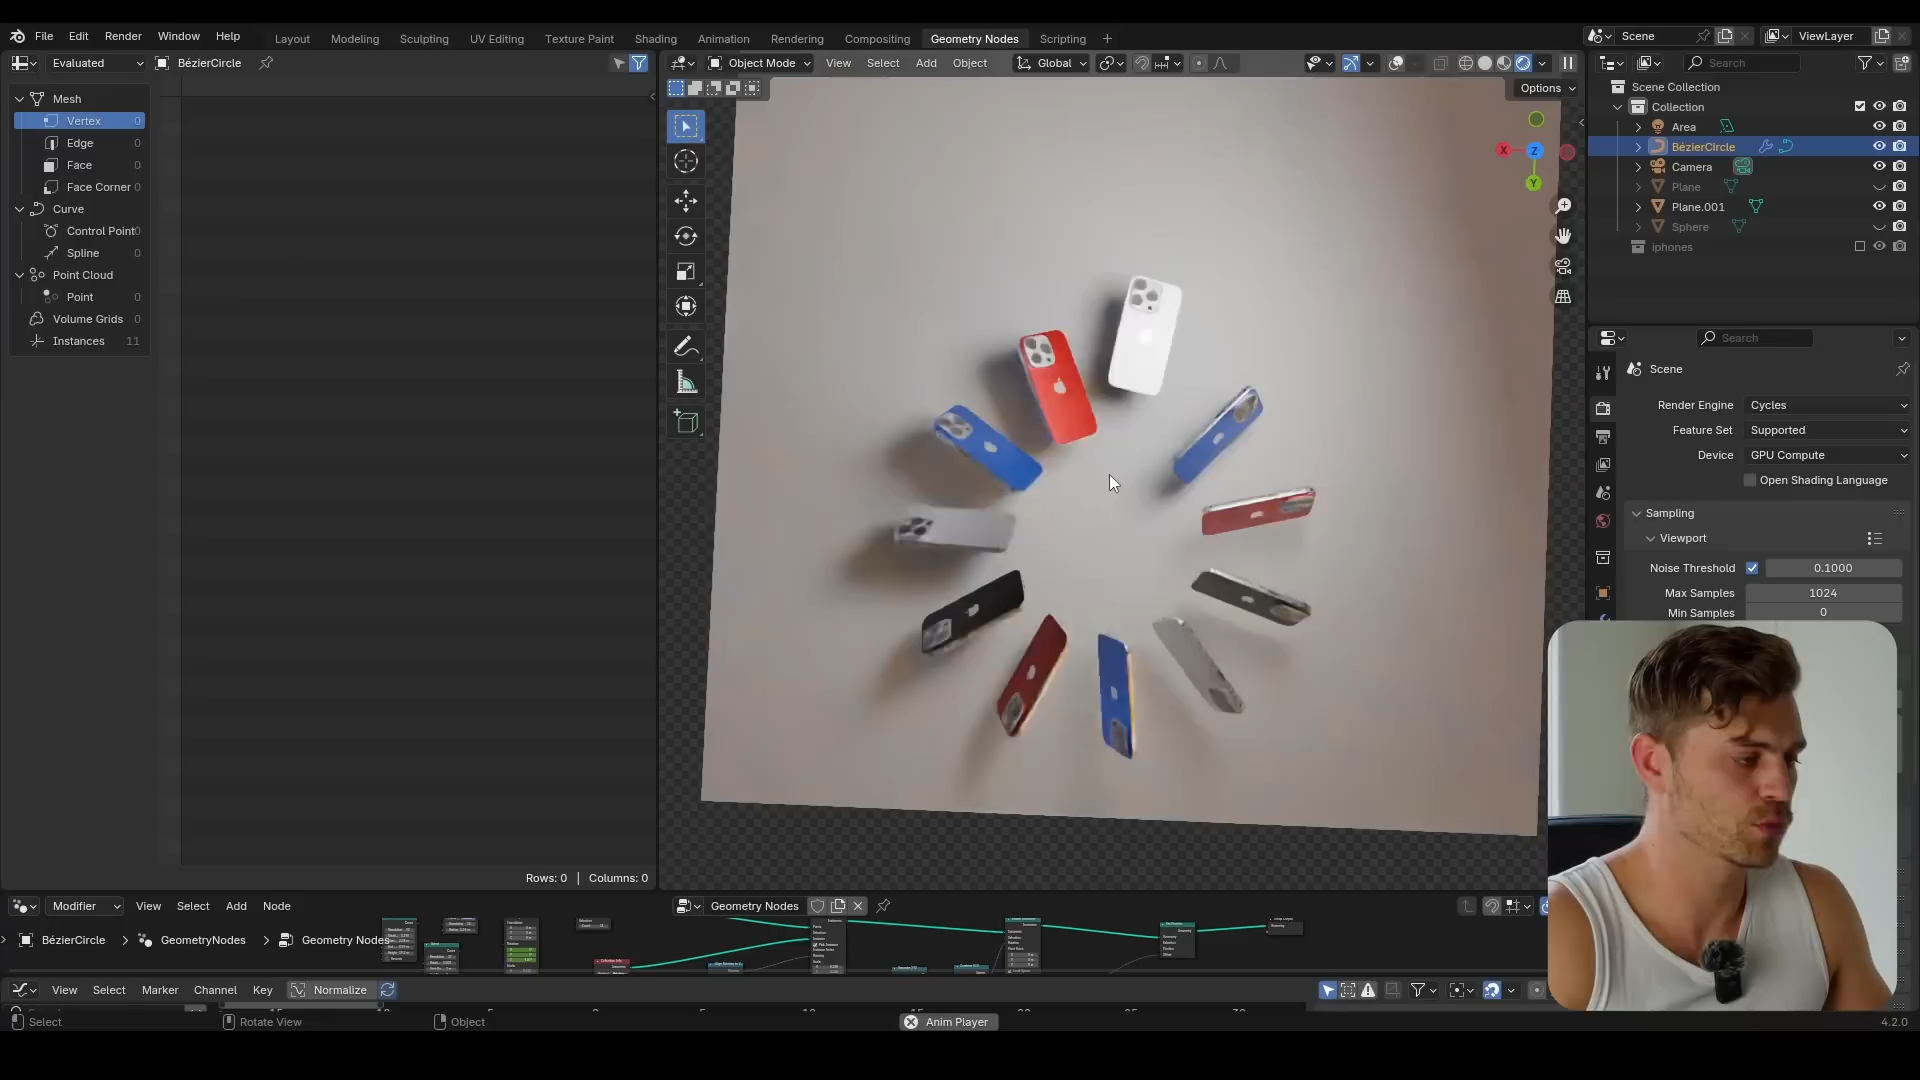 File Edit Render Window Help
Layout Modeling Sculpting UV Editing Texture Paint Shading Animation Rendering Compositing Geometry Nodes Scripting +
Scene
ViewLayer
Evaluated
BézierCircle
Object Mode View Select Add Object
Global
Options
Search
Mesh
Vertex 0
Edge 0
Face 0
Face Corner 0
Curve
Control Point 0
Spline 0
Point Cloud
Point 0
Volume Grids 0
Instances 11
Rows: 0 | Columns: 0
X
Z
Y
Scene Collection
Collection
Area
BézierCircle
Camera
Plane
Plane.001
Sphere
iphones
Search
Scene
Render Engine Cycles
Feature Set Supported
Device GPU Compute
Open Shading Language
Sampling
Viewport
Noise Threshold 0.1000
Max Samples 1024
Min Samples 0
Modifier View Select Add Node
Geometry Nodes
BézierCircle > GeometryNodes > Geometry Nodes
View Select Marker Channel Key Normalize
Select
Rotate View
Object
Anim Player
4.2.0